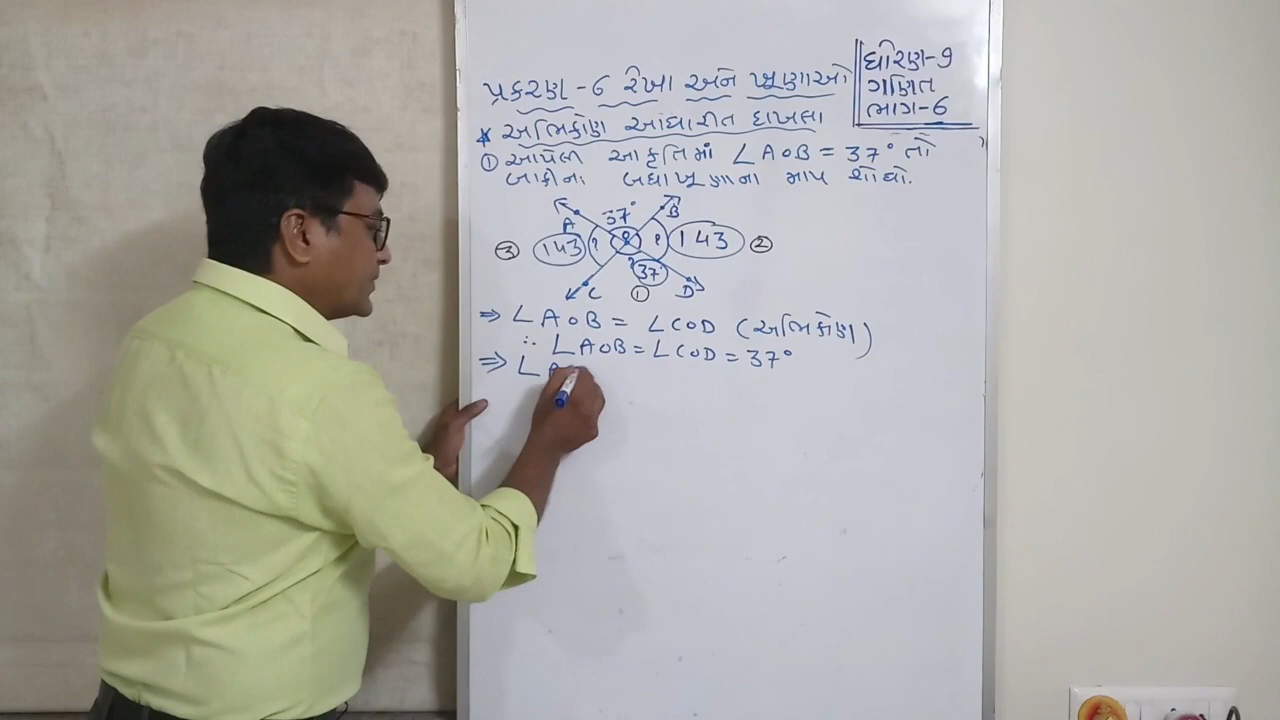 ધોરણ-9
ગણિત
ભાગ-6
પ્રકરણ -6 રેખા અને ખૂણાઓ
* અભિકોણ આધારીત દાખલા
① આપેલી આકૃતિમાં ∠AOB = 37° તો
બાકીના બધા ખૂણાના માપ શોધો.
A 37° B
③ 143 ? ? 143 ②
? 37°
C ① D
⇒ ∠AOB = ∠COD (અભિકોણ)
∴ ∠AOB = ∠COD = 37°
⇒ ∠A